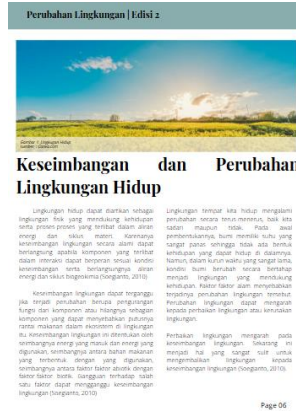 Perubahan Lingkungan | Edisi 2
Gambar 1. Lingkungan Hidup
Keseimbangan dan Perubahan
Lingkungan Hidup
Lingkungan hidup dapat diartikan sebagai
lingkungan fisik yang mendukung kehidupan
serta proses-proses yang terlibat dalam aliran
energi dan siklus materi. Karenanya
keseimbangan lingkungan secara alami dapat
berlangsung apabila komponen yang terlibat
dalam interaksi dapat berperan sesuai kondisi
keseimbangan serta berlangsungnya aliran
energi dan siklus biogeokimia (Soegianto, 2010)
Keseimbangan lingkungan dapat terganggu
jika terjadi perubahan berupa pengurangan
fungsi dari komponen atau hilangnya sebagian
komponen yang dapat menyebabkan putusnya
rantai makanan dalam ekosistem di lingkungan
itu. Keseimbangan lingkungan ini ditentukan oleh
seimbangnya energi yang masuk dan energi yang
digunakan, seimbangnya antara bahan makanan
yang terbentuk dengan yang digunakan,
seimbangnya antara faktor-faktor abiotik dengan
faktor-faktor biotik. Gangguan terhadap salah
satu faktor dapat mengganggu keseimbangan
lingkungan (Soegianto, 2010).
Lingkungan tempat kita hidup mengalami
perubahan secara terus-menerus, baik kita
sadari maupun tidak. Pada awal
pembentukannya, bumi memiliki suhu yang
sangat panas sehingga tidak ada bentuk
kehidupan yang dapat hidup di dalamnya.
Namun, dalam kurun waktu yang sangat lama,
kondisi bumi berubah secara bertahap
menjadi lingkungan yang mendukung
kehidupan. Faktor-faktor alam menyebabkan
terjadinya perubahan lingkungan tersebut.
Perubahan lingkungan dapat mengarah
kepada perbaikan lingkungan atau kerusakan
lingkungan.
Perbaikan lingkungan mengarah pada
keseimbangan lingkungan. Sekarang ini
menjadi hal yang sangat sulit untuk
mengembalikan lingkungan kepada
keseimbangan lingkungan (Soegianto, 2010).
Page 06